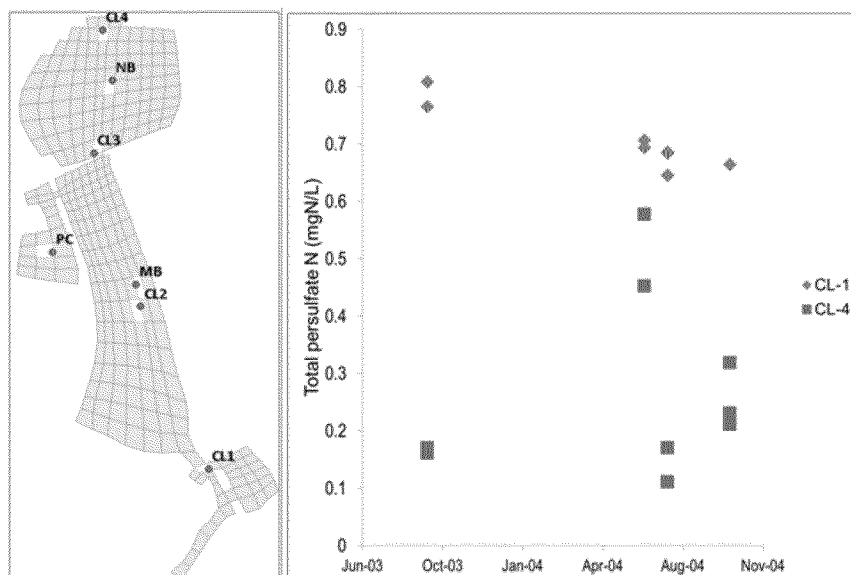 CL4
NB
CL3
PC
MB
CL2
CL1
Total persulfate N (mgN/L)
0.9
0.8
0.7
0.6
0.5
0.4
0.3
0.2
0.1
0
Jun-03 Oct-03 Jan-04 Apr-04 Aug-04 Nov-04
CL-1
CL-4